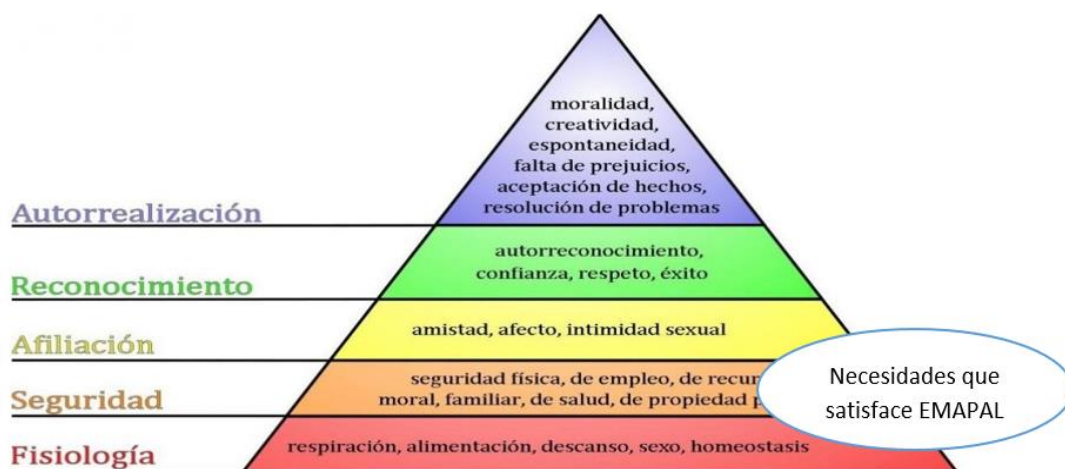 moralidad,
creatividad,
espontaneidad,
falta de prejuicios,
aceptación de hechos,
resolución de problemas
Autorrealización
autorreconocimiento,
confianza, respeto, éxito
Reconocimiento
amistad, afecto, intimidad sexual
Afiliación
seguridad física, de empleo, de
moral, familiar, de salud, de propiedad
Seguridad
respiración, alimentación, descanso, sexo, homeostasis
Fisiología
Necesidades que
satisface EMAPAL